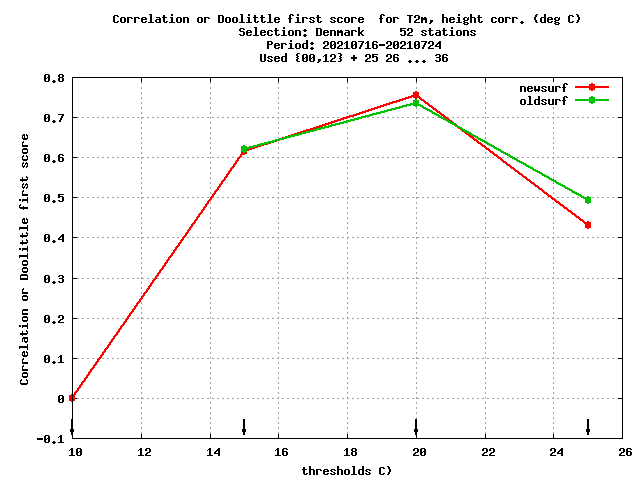 Correlation or Doolittle first score  for T2m, height corr. (deg C)
Selection: Denmark     52 stations
Period: 20210716-20210724
Used {00,12} + 25 26 ... 36
newsurf
oldsurf
0.8
0.7
0.6
0.5
0.4
0.3
0.2
0.1
0
-0.1
Correlation or Doolittle first score
10 12 14 16 18 20 22 24 26
thresholds C)